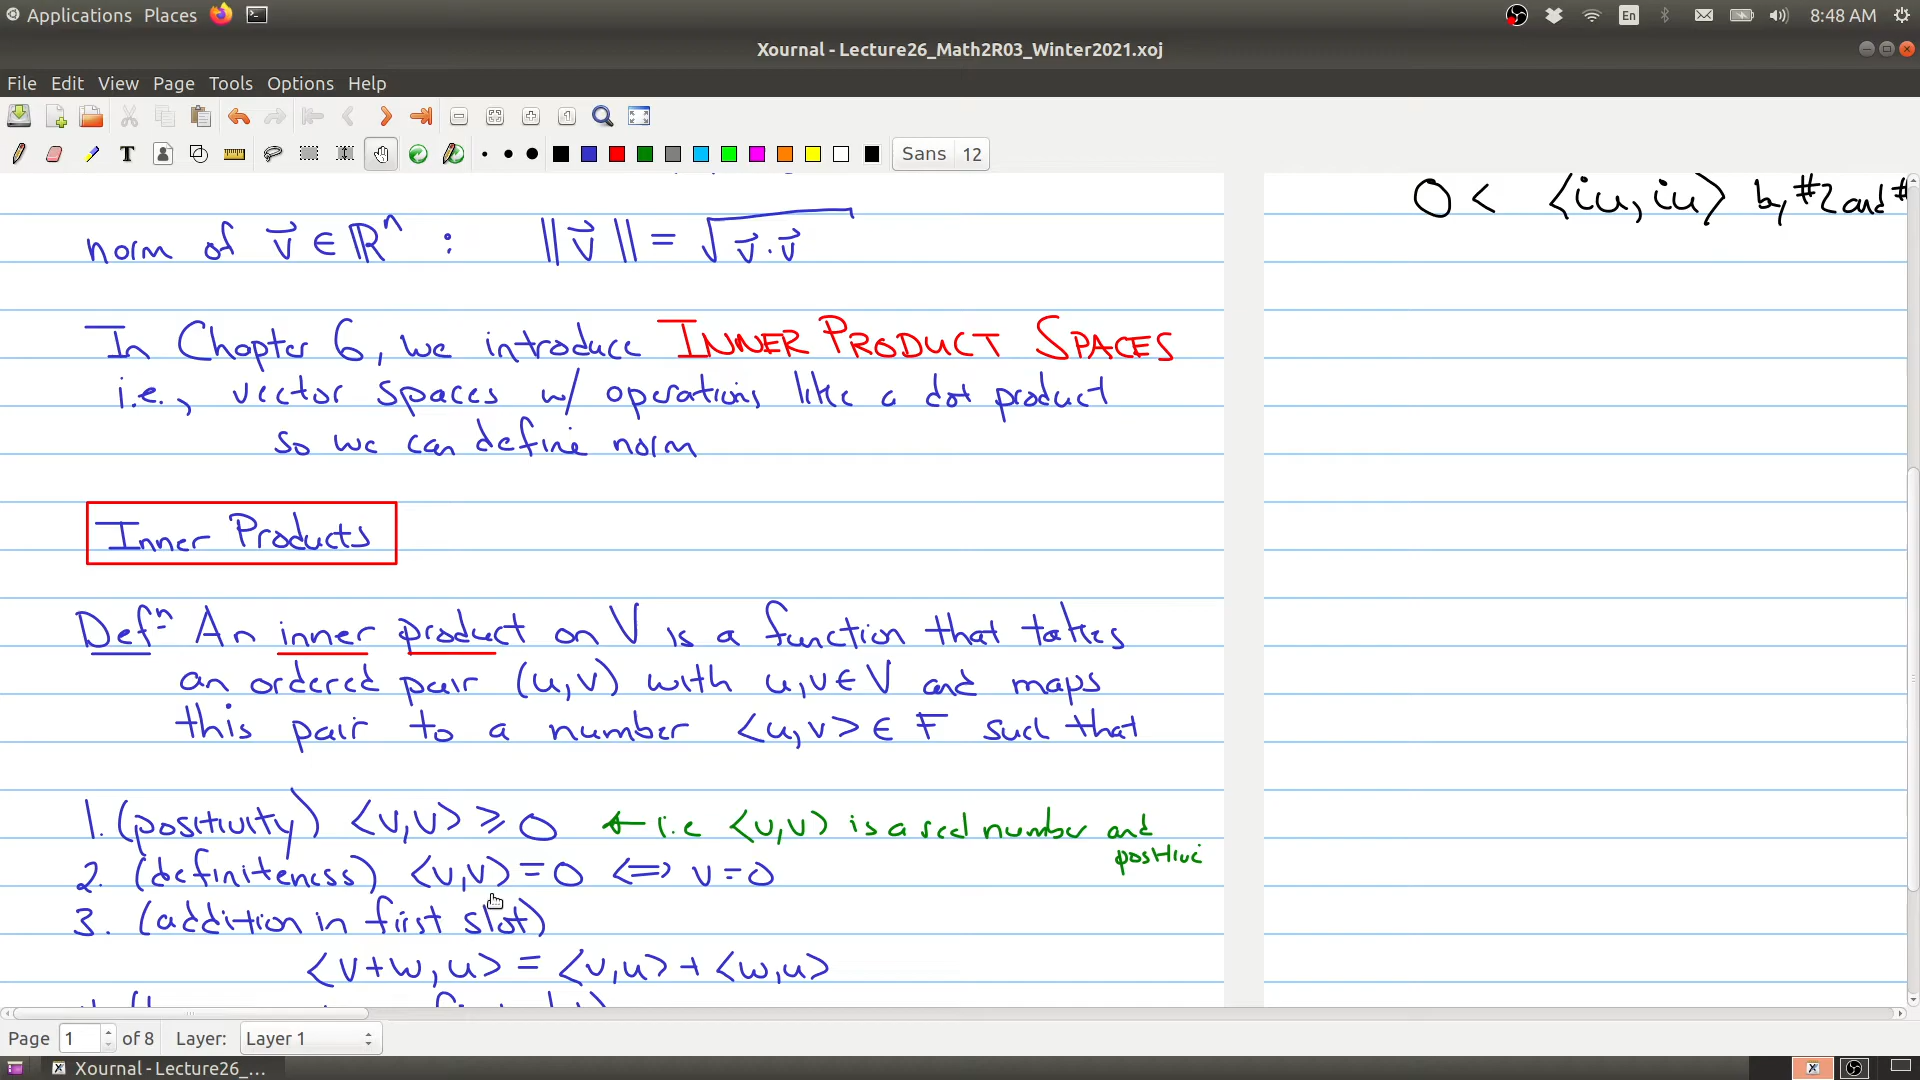 Applications Places En 8:48 AM
Xournal - Lecture26_Math2R03_Winter2021.xoj
File Edit View Page Tools Options Help
Sans 12
norm of v⃗ ∈ ℝⁿ : ||v⃗|| = √(v⃗·v⃗)
In Chapter 6, we introduce INNER PRODUCT SPACES
i.e., vector spaces w/ operations like a dot product
so we can define norm
Inner Products
Defⁿ An inner product on V is a function that takes
an ordered pair (u,v) with u,v ∈ V and maps
this pair to a number <u,v> ∈ F such that
1. (positivity) <v,v> ≥ 0 ← i.e <v,v> is a real number and
positive
2. (definiteness) <v,v> = 0 ⟺ v = 0
3. (addition in first slot)
<v+w,u> = <v,u> + <w,u>
0 < <iu,iu> by #2 and #
Page 1 of 8 Layer: Layer 1
Xournal - Lecture26_...